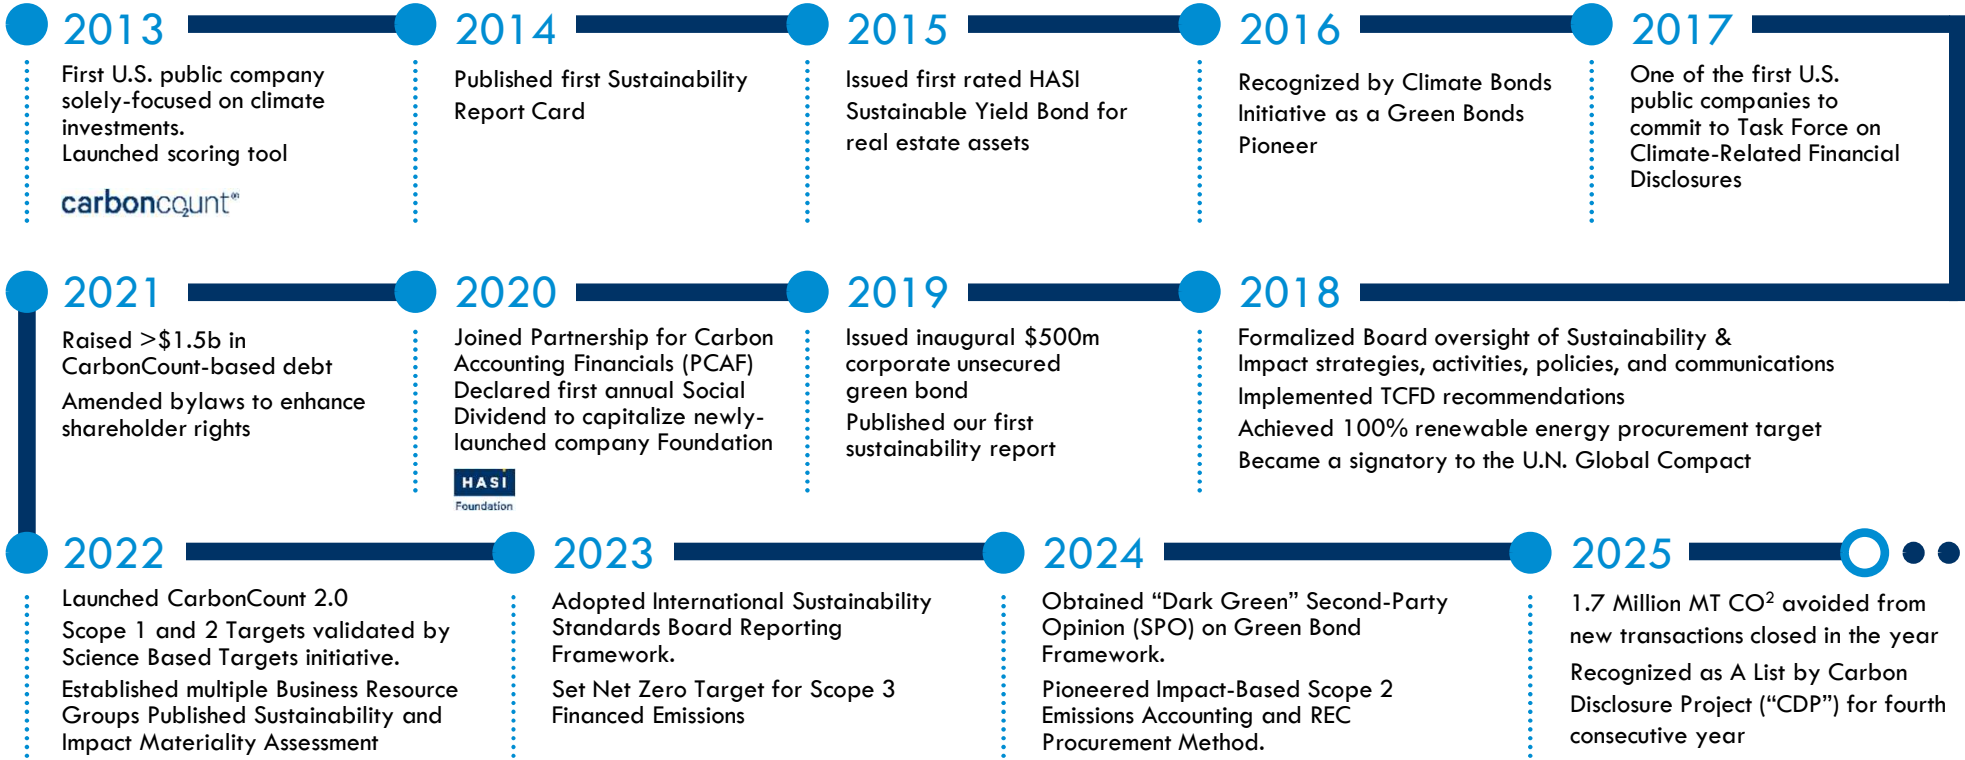 2013
First U.S. public company
solely-focused on climate
investments.
Launched scoring tool
carboncount
2014
Published first Sustainability
Report Card
2015
Issued first rated HASI
Sustainable Yield Bond for
real estate assets
2016
Recognized by Climate Bonds
Initiative as a Green Bonds
Pioneer
2017
One of the first U.S.
public companies to
commit to Task Force on
Climate-Related Financial
Disclosures
2021
Raised >$1.5b in
CarbonCount-based debt
Amended bylaws to enhance
shareholder rights
2020
Joined Partnership for Carbon
Accounting Financials (PCAF)
Declared first annual Social
Dividend to capitalize newly-
launched company Foundation
HASI
Foundation
2019
Issued inaugural $500m
corporate unsecured
green bond
Published our first
sustainability report
2018
Formalized Board oversight of Sustainability &
Impact strategies, activities, policies, and communications
Implemented TCFD recommendations
Achieved 100% renewable energy procurement target
Became a signatory to the U.N. Global Compact
2022
Launched CarbonCount 2.0
Scope 1 and 2 Targets validated by
Science Based Targets initiative.
Established multiple Business Resource
Groups Published Sustainability and
Impact Materiality Assessment
2023
Adopted International Sustainability
Standards Board Reporting
Framework.
Set Net Zero Target for Scope 3
Financed Emissions
2024
Obtained “Dark Green” Second-Party
Opinion (SPO) on Green Bond
Framework.
Pioneered Impact-Based Scope 2
Emissions Accounting and REC
Procurement Method.
2025
1.7 Million MT CO² avoided from
new transactions closed in the year
Recognized as A List by Carbon
Disclosure Project (“CDP”) for fourth
consecutive year